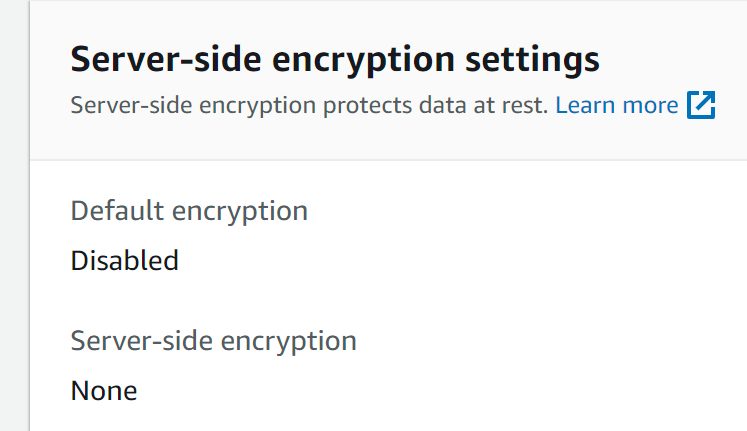 Server-side encryption settings
Server-side encryption protects data at rest. Learn more
Default encryption
Disabled
Server-side encryption
None